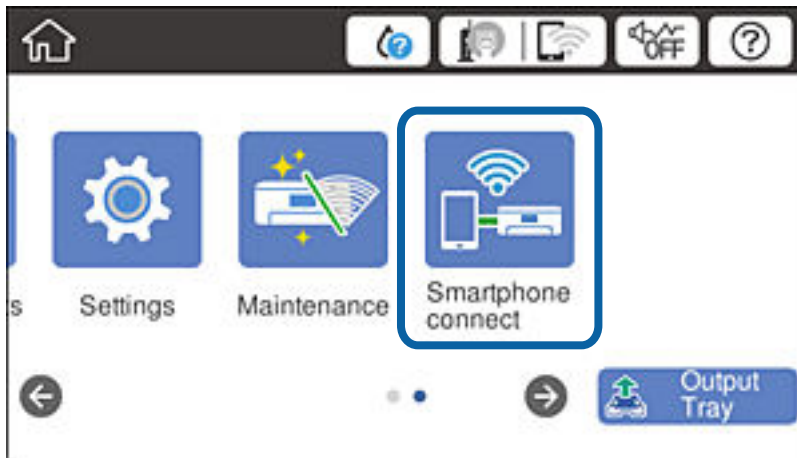 ?
OFF
?
s
Settings
Maintenance
Smartphone
connect
Output
Tray